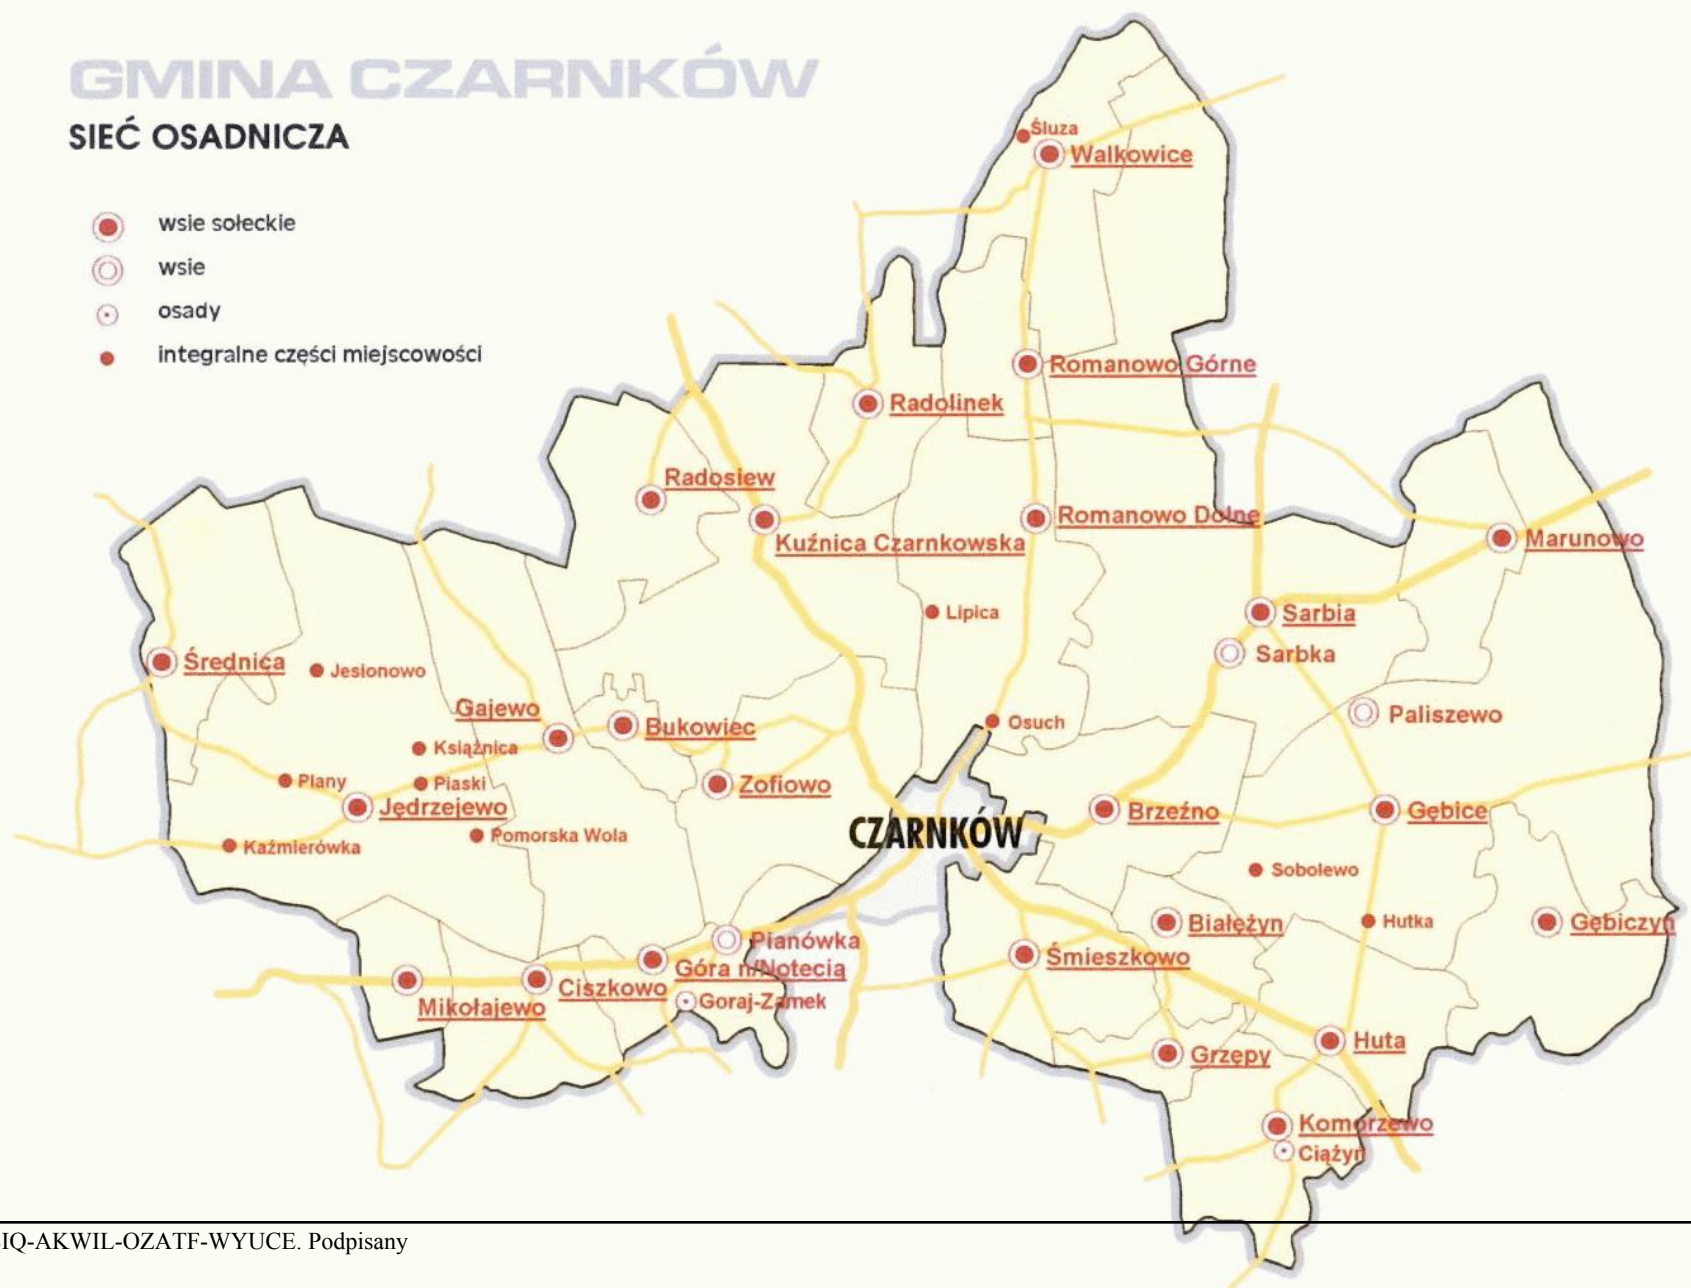 GMINA CZARNKÓW
SIEĆ OSADNICZA
wsie sołeckie
wsie
osady
integralne części miejscowości
Śluza
Walkowice
Romanowo Górne
Radolinek
Radosiew
Kuźnica Czarnkowska
Romanowo Dolne
Marunowo
Lipica
Sarbia
Sarbka
Średnica
Jesionowo
Gajewo
Bukowiec
Osuch
Paliszewo
Książnica
Plany
Piaski
Zofiowo
Jędrzejewo
Brzeźno
Gębice
CZARNKÓW
Pomorska Wola
Kaźmierówka
Sobolewo
Białężyn
Hutka
Gębiczyn
Pianówka
Śmieszkowo
Góra n/Notecią
Ciszkowo
Mikołajewo
Goraj-Zamek
Huta
Grzępy
Komorzewo
Ciążyn
IQ-AKWIL-OZATF-WYUCE. Podpisany